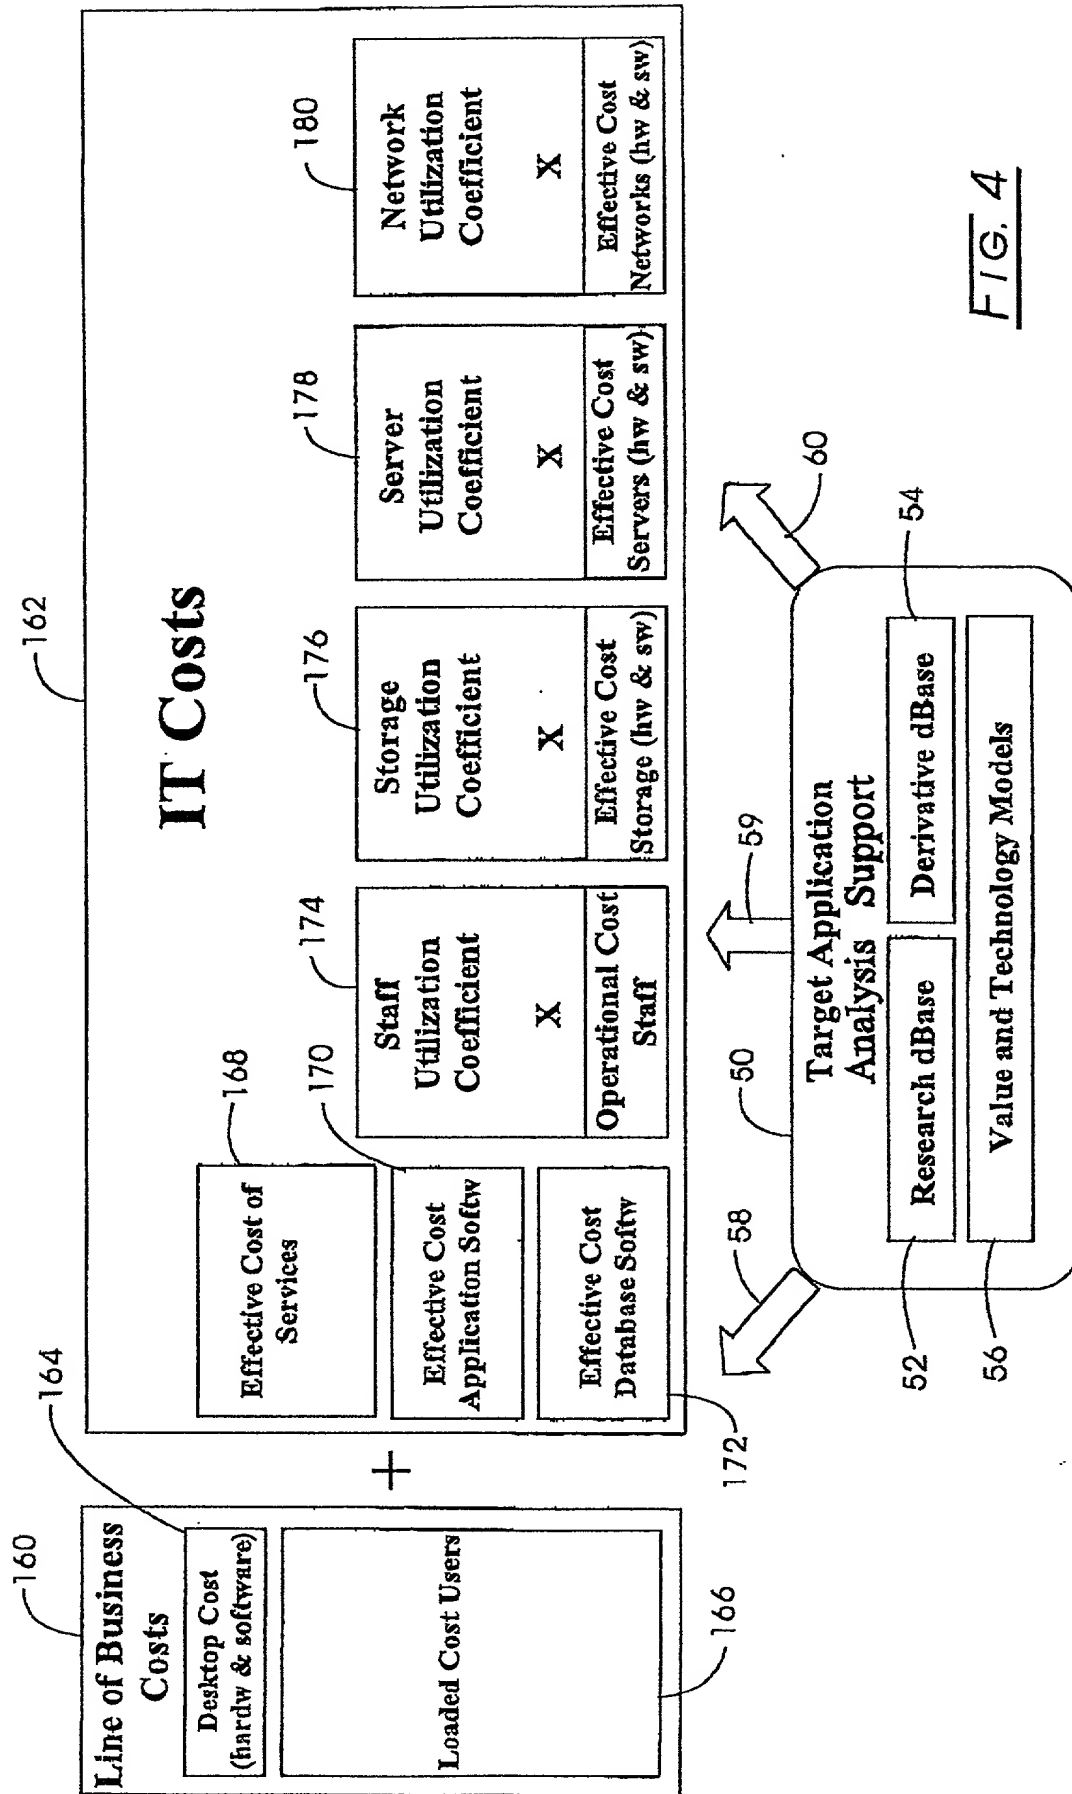 160
Line of Business
Costs
164
Desktop Cost
(hardw & software)
Loaded Cost Users
166
+
162
IT Costs
168
Effective Cost of
Services
170
Effective Cost
Application Softw
Effective Cost
Database Softw
172
174
Staff
Utilization
Coefficient
X
Operational Cost
Staff
176
Storage
Utilization
Coefficient
X
Effective Cost
Storage (hw & sw)
178
Server
Utilization
Coefficient
X
Effective Cost
Servers (hw & sw)
180
Network
Utilization
Coefficient
X
Effective Cost
Networks (hw & sw)
58
59
60
50
Target Application
Analysis Support
52
Research dBase
Derivative dBase
54
56
Value and Technology Models
FIG. 4